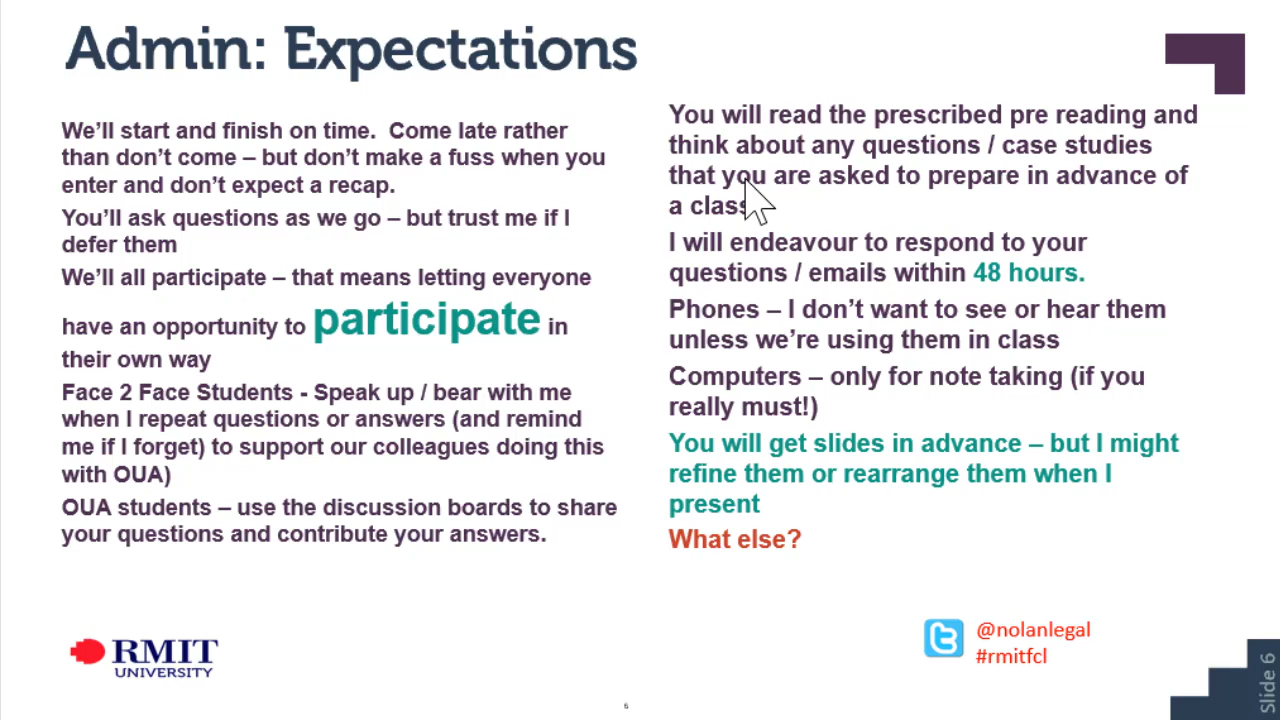 Admin: Expectations
We'll start and finish on time.  Come late rather
than don't come – but don't make a fuss when you
enter and don't expect a recap.
You'll ask questions as we go – but trust me if I
defer them
We'll all participate – that means letting everyone
have an opportunity to participate in
their own way
Face 2 Face Students - Speak up / bear with me
when I repeat questions or answers (and remind
me if I forget) to support our colleagues doing this
with OUA)
OUA students – use the discussion boards to share
your questions and contribute your answers.
You will read the prescribed pre reading and
think about any questions / case studies
that you are asked to prepare in advance of
a class
I will endeavour to respond to your
questions / emails within 48 hours.
Phones – I don't want to see or hear them
unless we're using them in class
Computers – only for note taking (if you
really must!)
You will get slides in advance – but I might
refine them or rearrange them when I
present
What else?
RMIT
UNIVERSITY
@nolanlegal
#rmitfcl
6
Slide 6